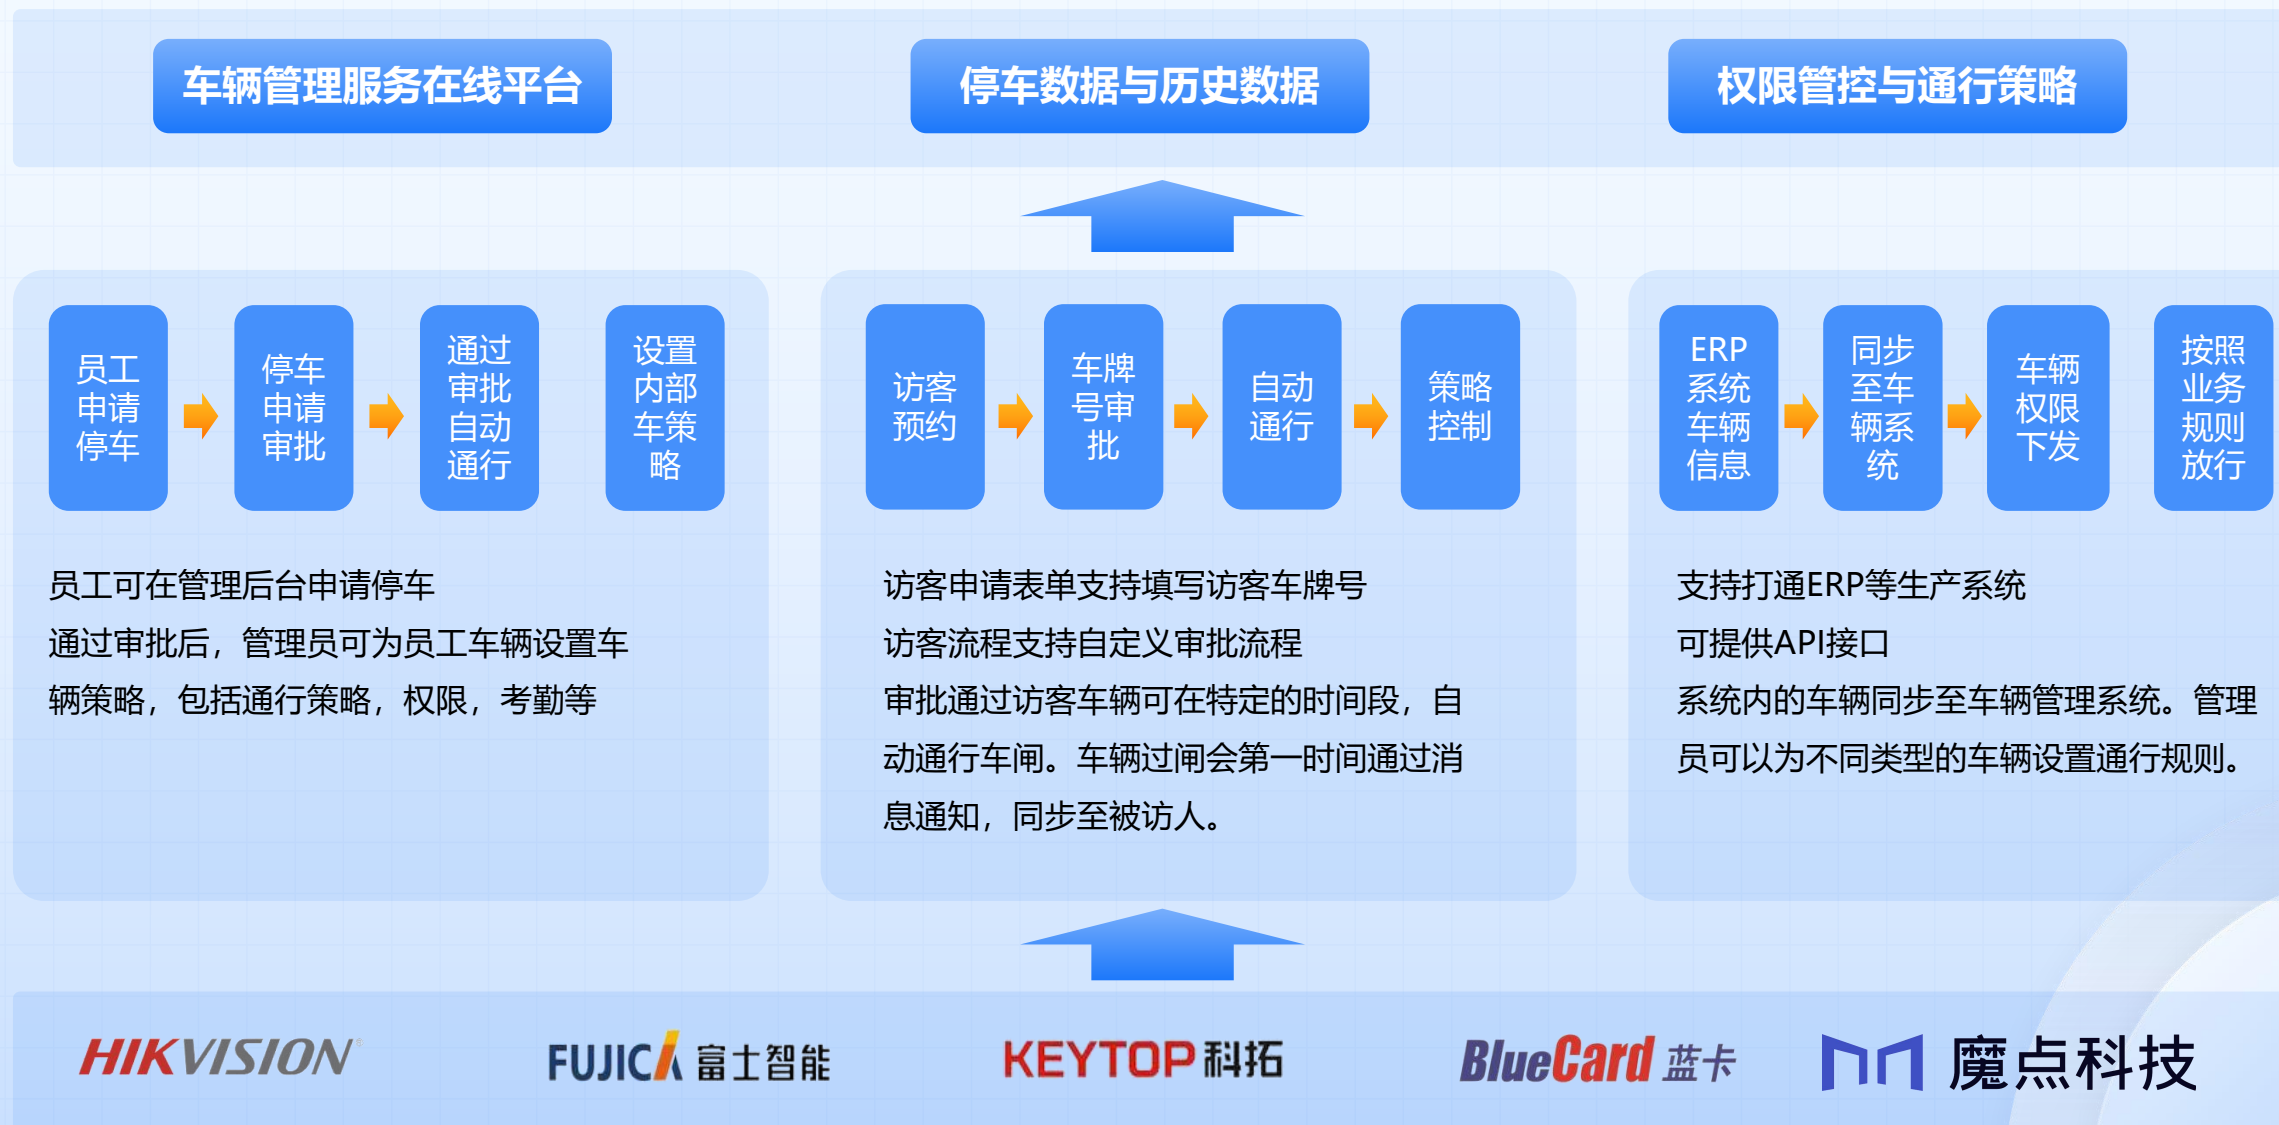 车辆管理服务在线平台
停车数据与历史数据
权限管控与通行策略
员工
申请
停车
停车
申请
审批
通过
审批
自动
通行
设置
内部
车策
略
访客
预约
车牌
号审
批
自动
通行
策略
控制
ERP
系统
车辆
信息
同步
至车
辆系
统
车辆
权限
下发
按照
业务
规则
放行
员工可在管理后台申请停车
通过审批后，管理员可为员工车辆设置车
辆策略，包括通行策略，权限，考勤等
访客申请表单支持填写访客车牌号
访客流程支持自定义审批流程
审批通过访客车辆可在特定的时间段，自
动通行车闸。车辆过闸会第一时间通过消
息通知，同步至被访人。
支持打通ERP等生产系统
可提供API接口
系统内的车辆同步至车辆管理系统。管理
员可以为不同类型的车辆设置通行规则。
HIKVISION®
FUJICA 富士智能
KEYTOP 科拓
BlueCard 蓝卡
魔点科技